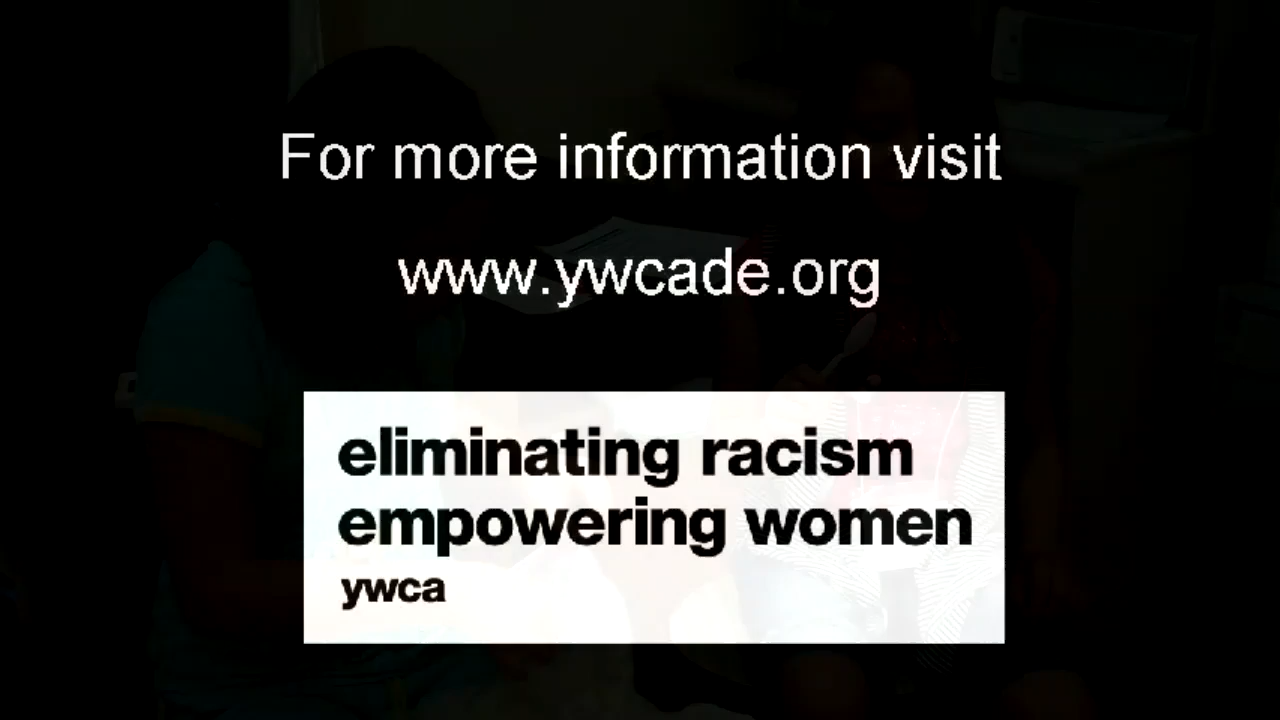 For more information visit
www.ywcade.org
eliminating racism
empowering women
ywca